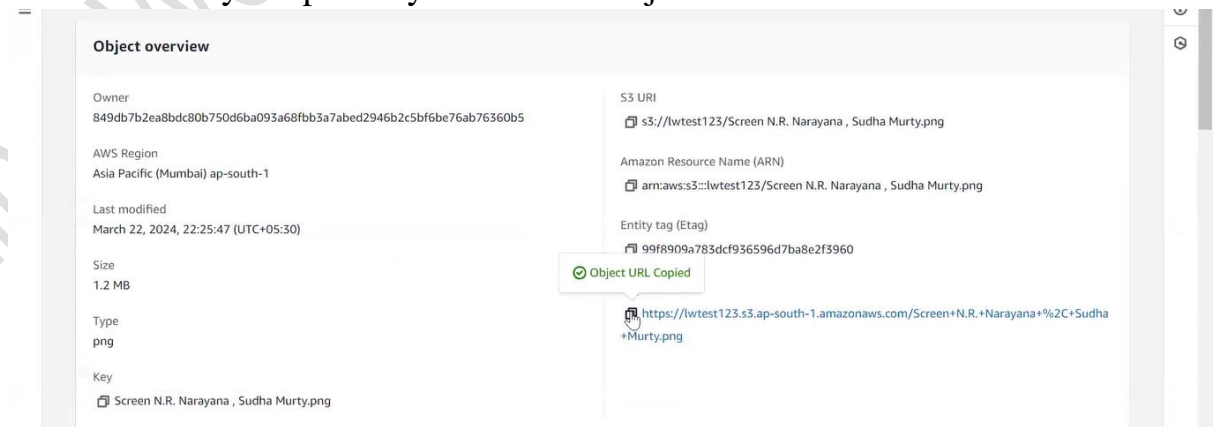 Object overview
Owner
849db7b2ea8bdc80b750d6ba093a68fbb3a7abed2946b2c5bf6be76ab76360b5
AWS Region
Asia Pacific (Mumbai) ap-south-1
Last modified
March 22, 2024, 22:25:47 (UTC+05:30)
Size
1.2 MB
Type
png
Key
Screen N.R. Narayana , Sudha Murty.png
S3 URI
s3://lwtest123/Screen N.R. Narayana , Sudha Murty.png
Amazon Resource Name (ARN)
arn:aws:s3:::lwtest123/Screen N.R. Narayana , Sudha Murty.png
Entity tag (Etag)
99f8909a783dcf936596d7ba8e2f3960
Object URL Copied
https://lwtest123.s3.ap-south-1.amazonaws.com/Screen+N.R.+Narayana+%2C+Sudha
+Murty.png